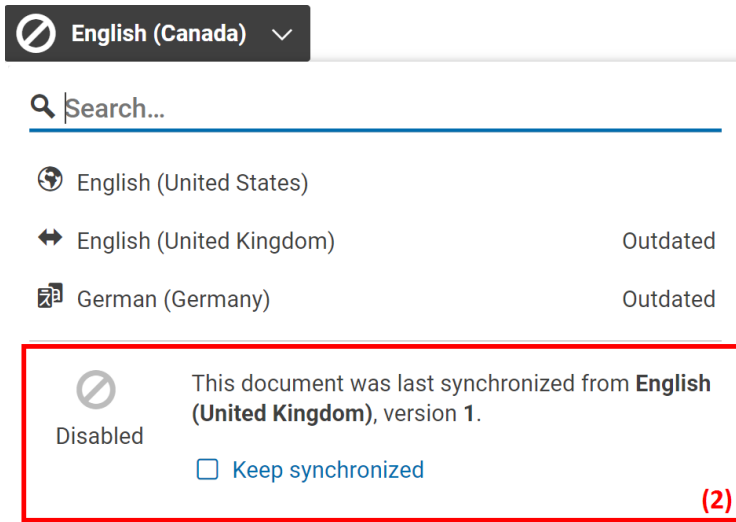 English (Canada)
Search...
English (United States)
English (United Kingdom) Outdated
German (Germany) Outdated
This document was last synchronized from English
(United Kingdom), version 1.
Disabled
Keep synchronized
(2)